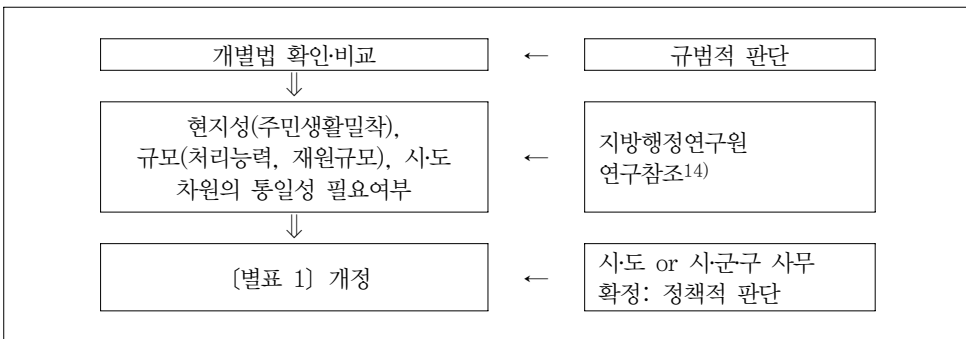 개별법 확인·비교
←
규범적 판단
⇓
현지성(주민생활밀착),
규모(처리능력, 재원규모), 시·도
차원의 통일성 필요여부
←
지방행정연구원
연구참조14)
⇓
〔별표 1〕 개정
←
시·도 or 시·군·구 사무
확정: 정책적 판단